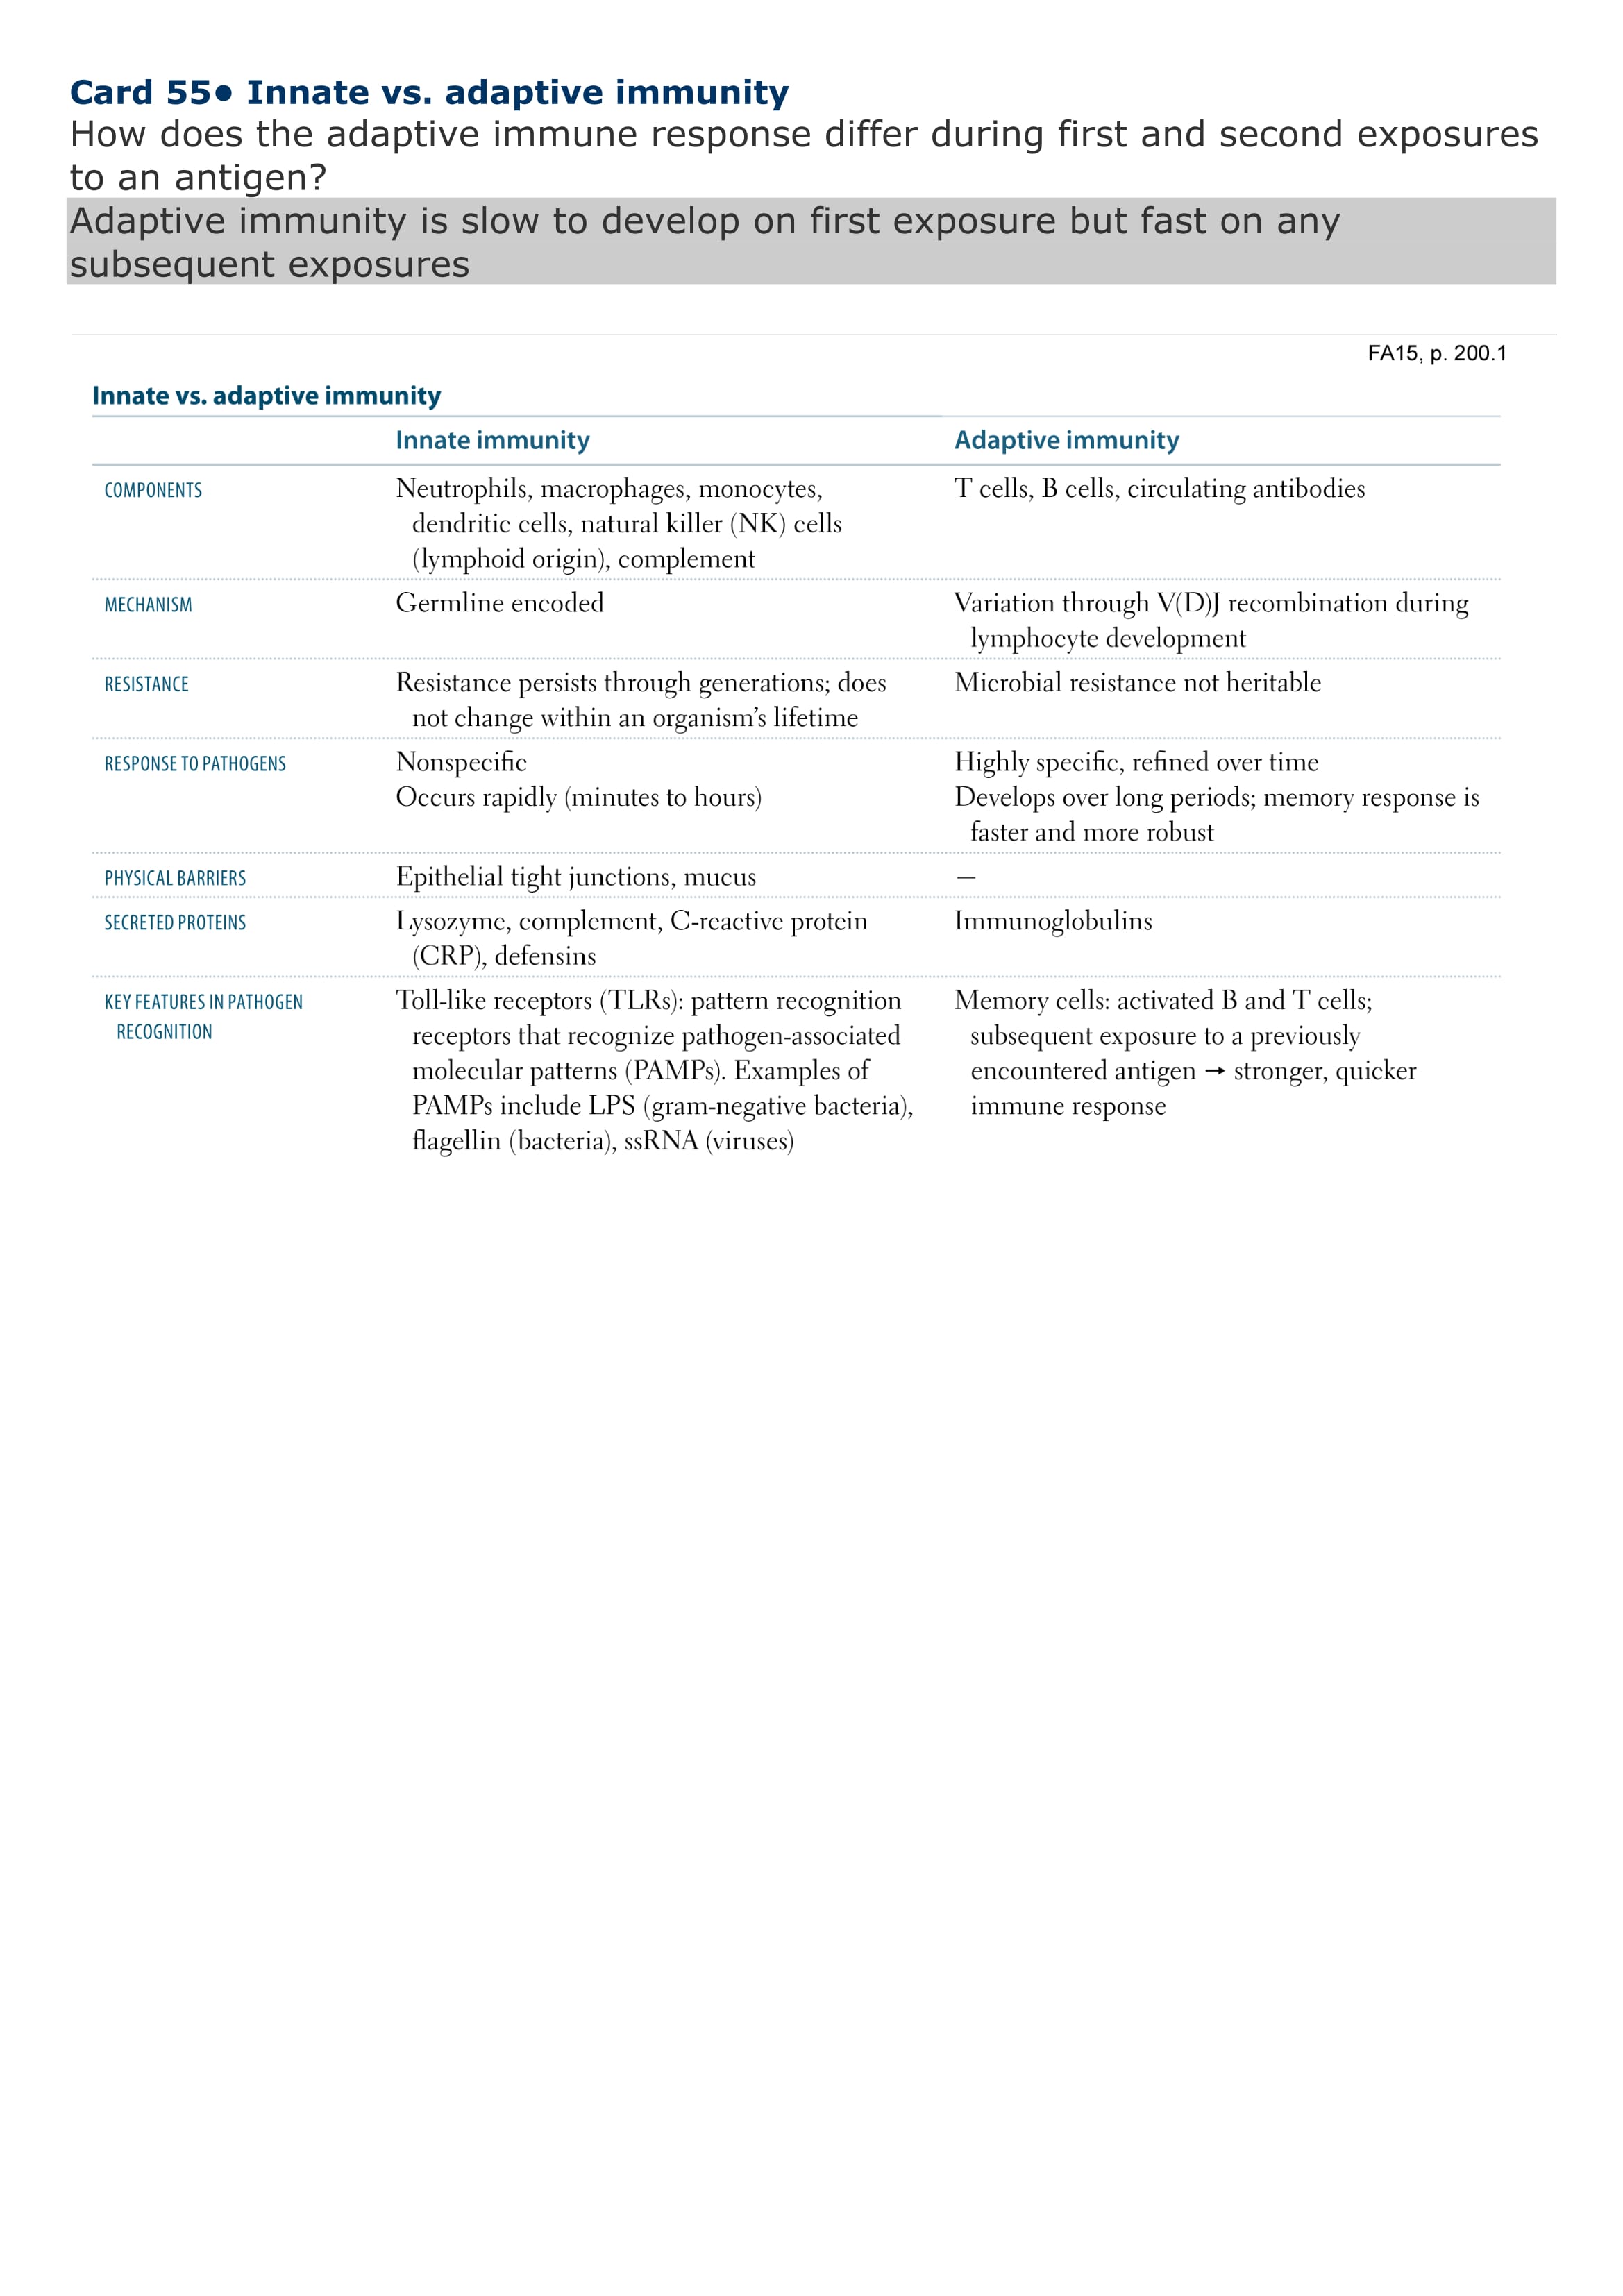 Card 55● Innate vs. adaptive immunity
How does the adaptive immune response differ during first and second exposures
to an antigen?
Adaptive immunity is slow to develop on first exposure but fast on any
subsequent exposures
FA15, p. 200.1
Innate vs. adaptive immunity
Innate immunity Adaptive immunity
COMPONENTS Neutrophils, macrophages, monocytes, T cells, B cells, circulating antibodies
dendritic cells, natural killer (NK) cells
(lymphoid origin), complement
MECHANISM Germline encoded Variation through V(D)J recombination during
lymphocyte development
RESISTANCE Resistance persists through generations; does Microbial resistance not heritable
not change within an organism’s lifetime
RESPONSE TO PATHOGENS Nonspecific Highly specific, refined over time
Occurs rapidly (minutes to hours) Develops over long periods; memory response is
faster and more robust
PHYSICAL BARRIERS Epithelial tight junctions, mucus —
SECRETED PROTEINS Lysozyme, complement, C-reactive protein Immunoglobulins
(CRP), defensins
KEY FEATURES IN PATHOGEN Toll-like receptors (TLRs): pattern recognition Memory cells: activated B and T cells;
RECOGNITION receptors that recognize pathogen-associated subsequent exposure to a previously
molecular patterns (PAMPs). Examples of encountered antigen → stronger, quicker
PAMPs include LPS (gram-negative bacteria), immune response
flagellin (bacteria), ssRNA (viruses)